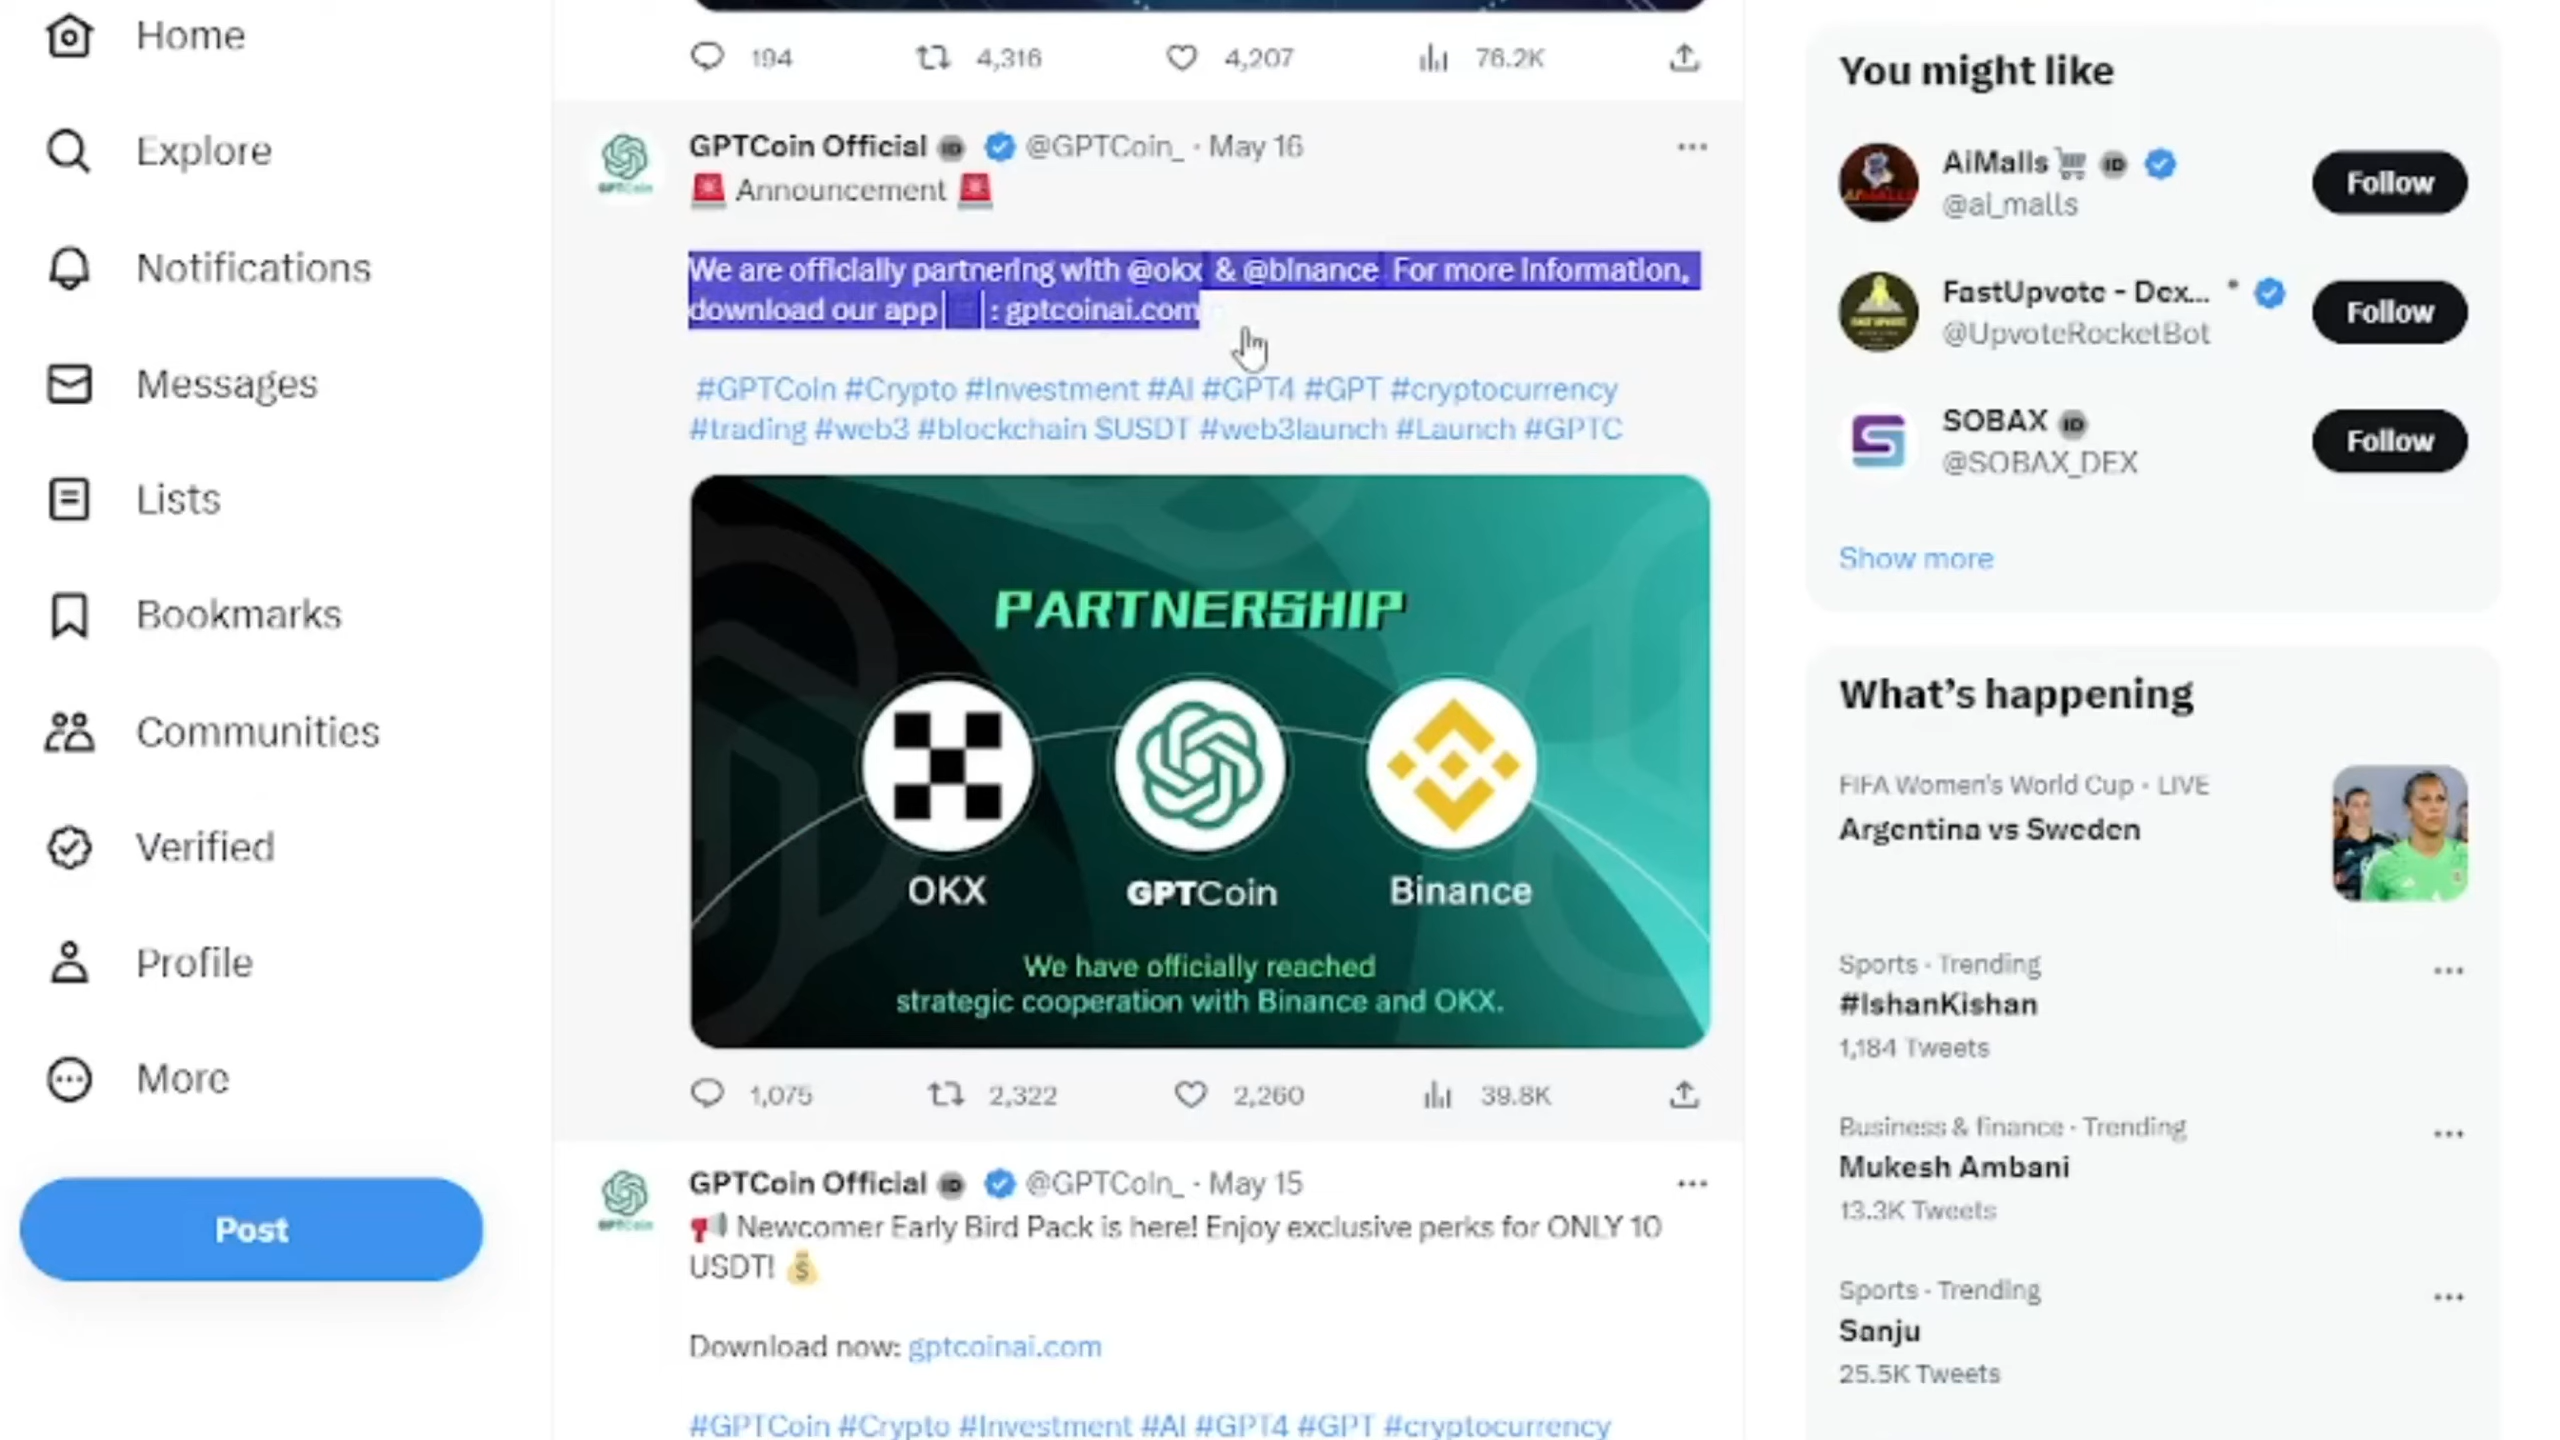 Home
Explore
Notifications
Messages
Lists
Bookmarks
Communities
Verified
Profile
More
Post
194 4,316 4,207 76.2K
GPTCoin Official @GPTCoin_ · May 16
Announcement
We are officially partnering with @okx & @binance For more information,
download our app : gptcoinai.com
#GPTCoin #Crypto #Investment #AI #GPT4 #GPT #cryptocurrency
#trading #web3 #blockchain $USDT #web3launch #Launch #GPTC
PARTNERSHIP
OKX GPTCoin Binance
We have officially reached
strategic cooperation with Binance and OKX.
1,075 2,322 2,260 39.8K
GPTCoin Official @GPTCoin_ · May 15
Newcomer Early Bird Pack is here! Enjoy exclusive perks for ONLY 10
USDT!
Download now: gptcoinai.com
#GPTCoin #Crypto #Investment #AI #GPT4 #GPT #cryptocurrency
You might like
AiMalls
@ai_malls
Follow
FastUpvote - Dex...
@UpvoteRocketBot
Follow
SOBAX
@SOBAX_DEX
Follow
Show more
What's happening
FIFA Women's World Cup · LIVE
Argentina vs Sweden
Sports · Trending
#IshanKishan
1,184 Tweets
Business & finance · Trending
Mukesh Ambani
13.3K Tweets
Sports · Trending
Sanju
25.5K Tweets